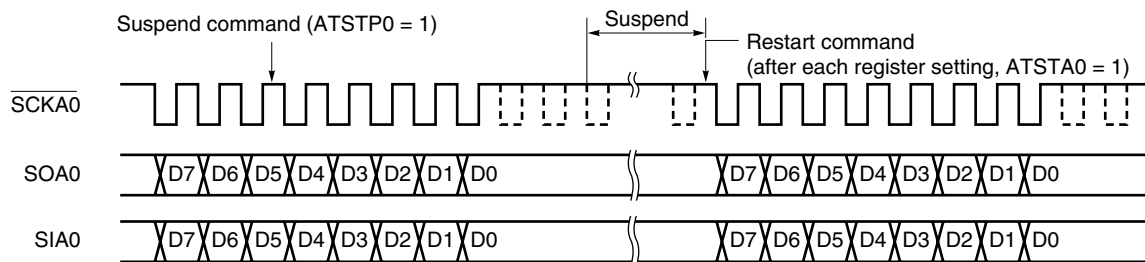 Suspend command (ATSTP0 = 1)
Suspend
Restart command
(after each register setting, ATSTA0 = 1)
SCKA0
SOA0 D7 D6 D5 D4 D3 D2 D1 D0 D7 D6 D5 D4 D3 D2 D1 D0
SIA0 D7 D6 D5 D4 D3 D2 D1 D0 D7 D6 D5 D4 D3 D2 D1 D0